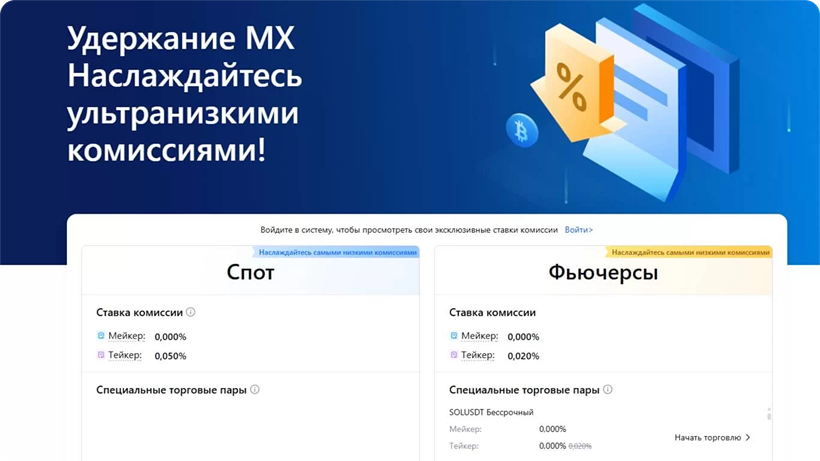 Удержание MX
Наслаждайтесь
ультранизкими
комиссиями!
%
Войдите в систему, чтобы просмотреть свои эксклюзивные ставки комиссии Войти>
Наслаждайтесь самыми низкими комиссиями
Спот
Ставка комиссии
Мейкер: 0,000%
Тейкер: 0,050%
Специальные торговые пары
Наслаждайтесь самыми низкими комиссиями
Фьючерсы
Ставка комиссии
Мейкер: 0,000%
Тейкер: 0,020%
Специальные торговые пары
SOLUSDT Бессрочный
Мейкер: 0,000%
Тейкер: 0,000% 0,020%
Начать торговлю >